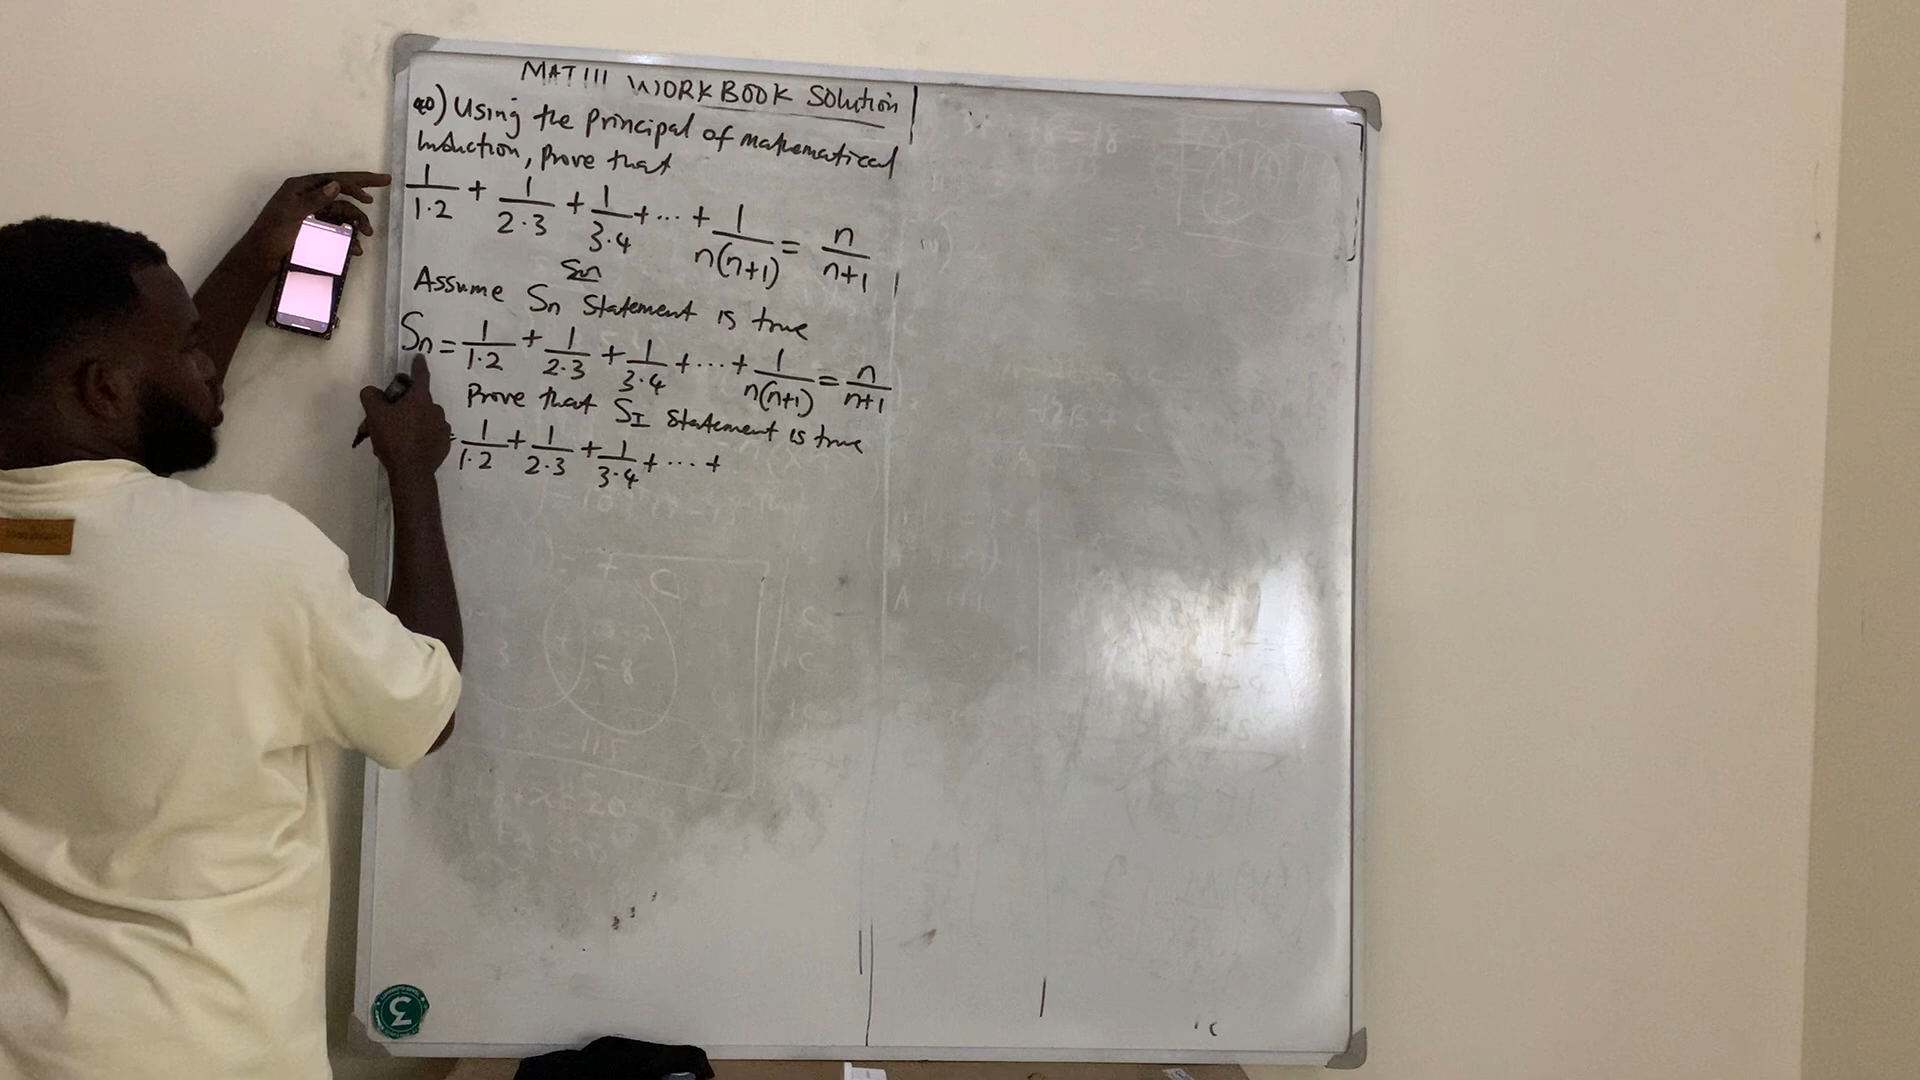 MAT111 WORKBOOK Solution
Using the principal of mathematical
Induction, prove that
1/1·2 + 1/2·3 + 1/3·4 + ... + 1/n(n+1) = n/n+1
Sn
Assume Sn Statement is true
Sn = 1/1·2 + 1/2·3 + 1/3·4 + ... + 1/n(n+1) = n/n+1
Prove that S₁ Statement is true
= 1/1·2 + 1/2·3 + 1/3·4 + ... +